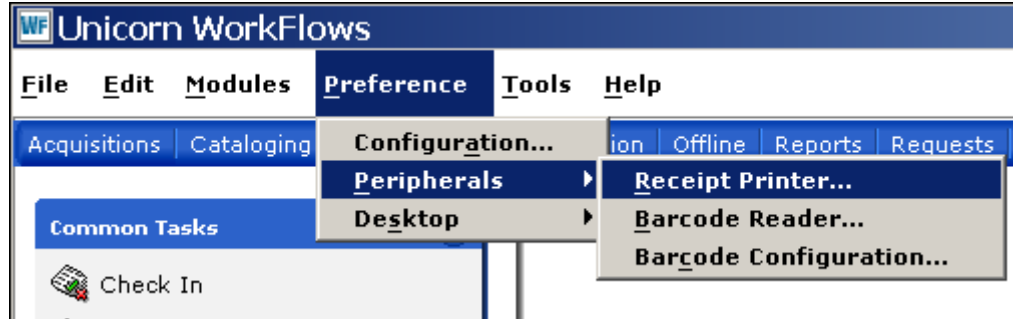 WF Unicorn WorkFlows
File Edit Modules Preference Tools Help
Acquisitions Cataloging ion Offline Reports Requests
Configuration...
Peripherals Receipt Printer...
Desktop Barcode Reader...
Barcode Configuration...
Common Tasks
Check In